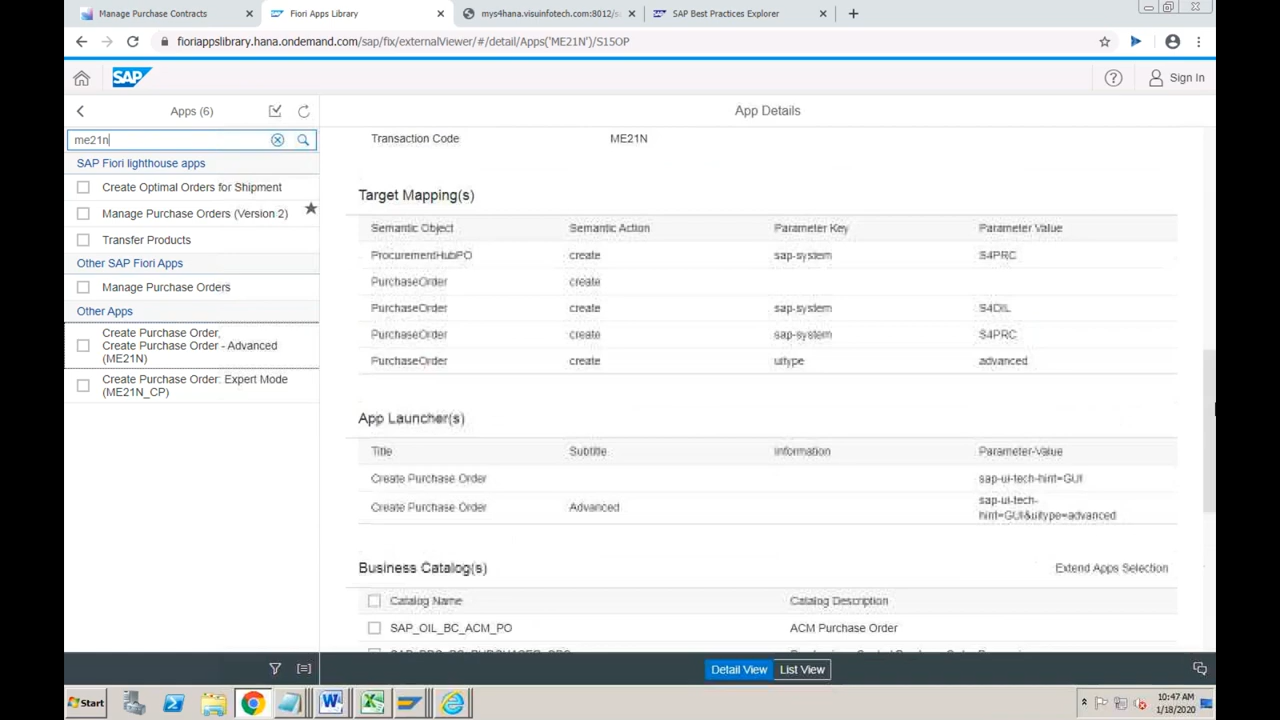 Manage Purchase Contracts
Fiori Apps Library
mys4hana.visuinfotech.com:8012/s
SAP Best Practices Explorer
fioriappslibrary.hana.ondemand.com/sap/fix/externalViewer/#/detail/Apps('ME21N')/S15OP
SAP
Sign In
Apps (6)
App Details
me21n
SAP Fiori lighthouse apps
Create Optimal Orders for Shipment
Manage Purchase Orders (Version 2)
Transfer Products
Other SAP Fiori Apps
Manage Purchase Orders
Other Apps
Create Purchase Order,
Create Purchase Order - Advanced
(ME21N)
Create Purchase Order: Expert Mode
(ME21N_CP)
Transaction Code ME21N
Target Mapping(s)
Semantic Object Semantic Action Parameter Key Parameter Value
ProcurementHubPO create sap-system S4PRC
PurchaseOrder create
PurchaseOrder create sap-system S4OIL
PurchaseOrder create sap-system S4PRC
PurchaseOrder create uitype advanced
App Launcher(s)
Title Subtitle Information Parameter-Value
Create Purchase Order sap-ui-tech-hint=GUI
Create Purchase Order Advanced sap-ui-tech-
hint=GUI&uitype=advanced
Business Catalog(s) Extend Apps Selection
Catalog Name Catalog Description
SAP_OIL_BC_ACM_PO ACM Purchase Order
Detail View List View
Start
10:47 AM
1/18/2020